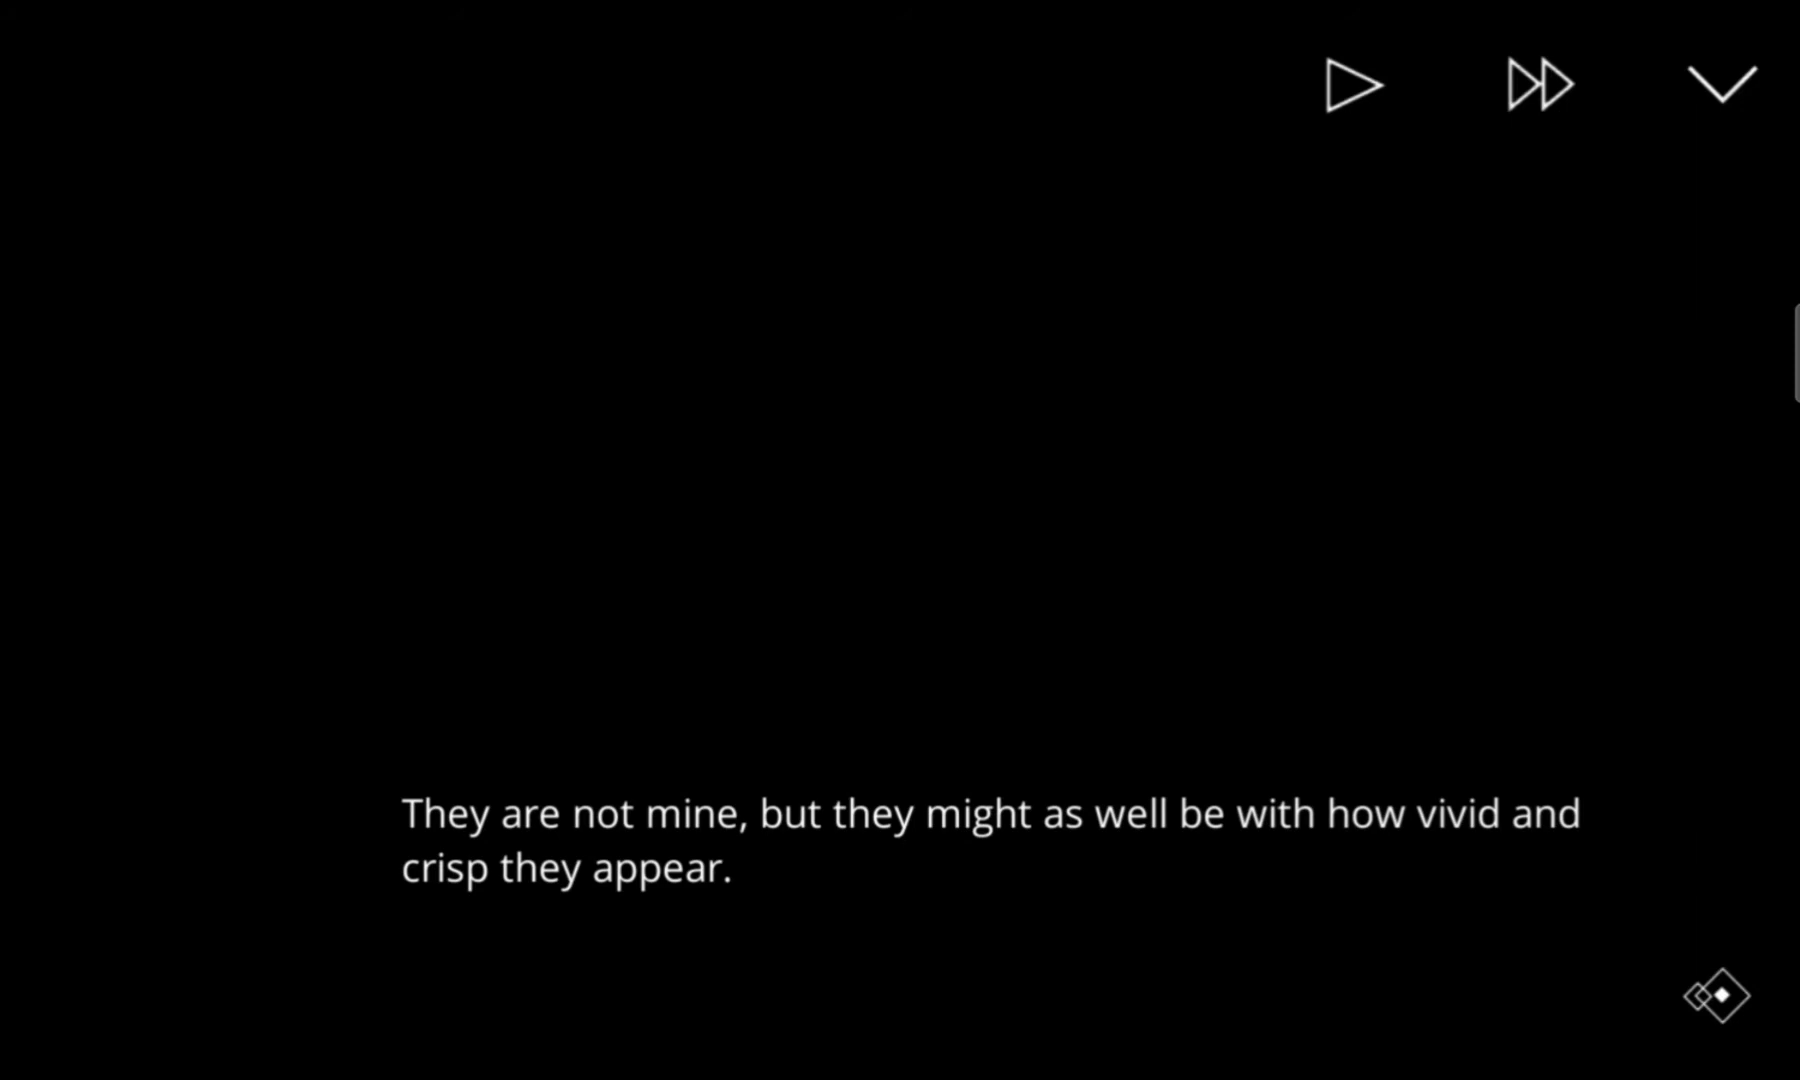 They are not mine, but they might as well be with how vivid and
crisp they appear.